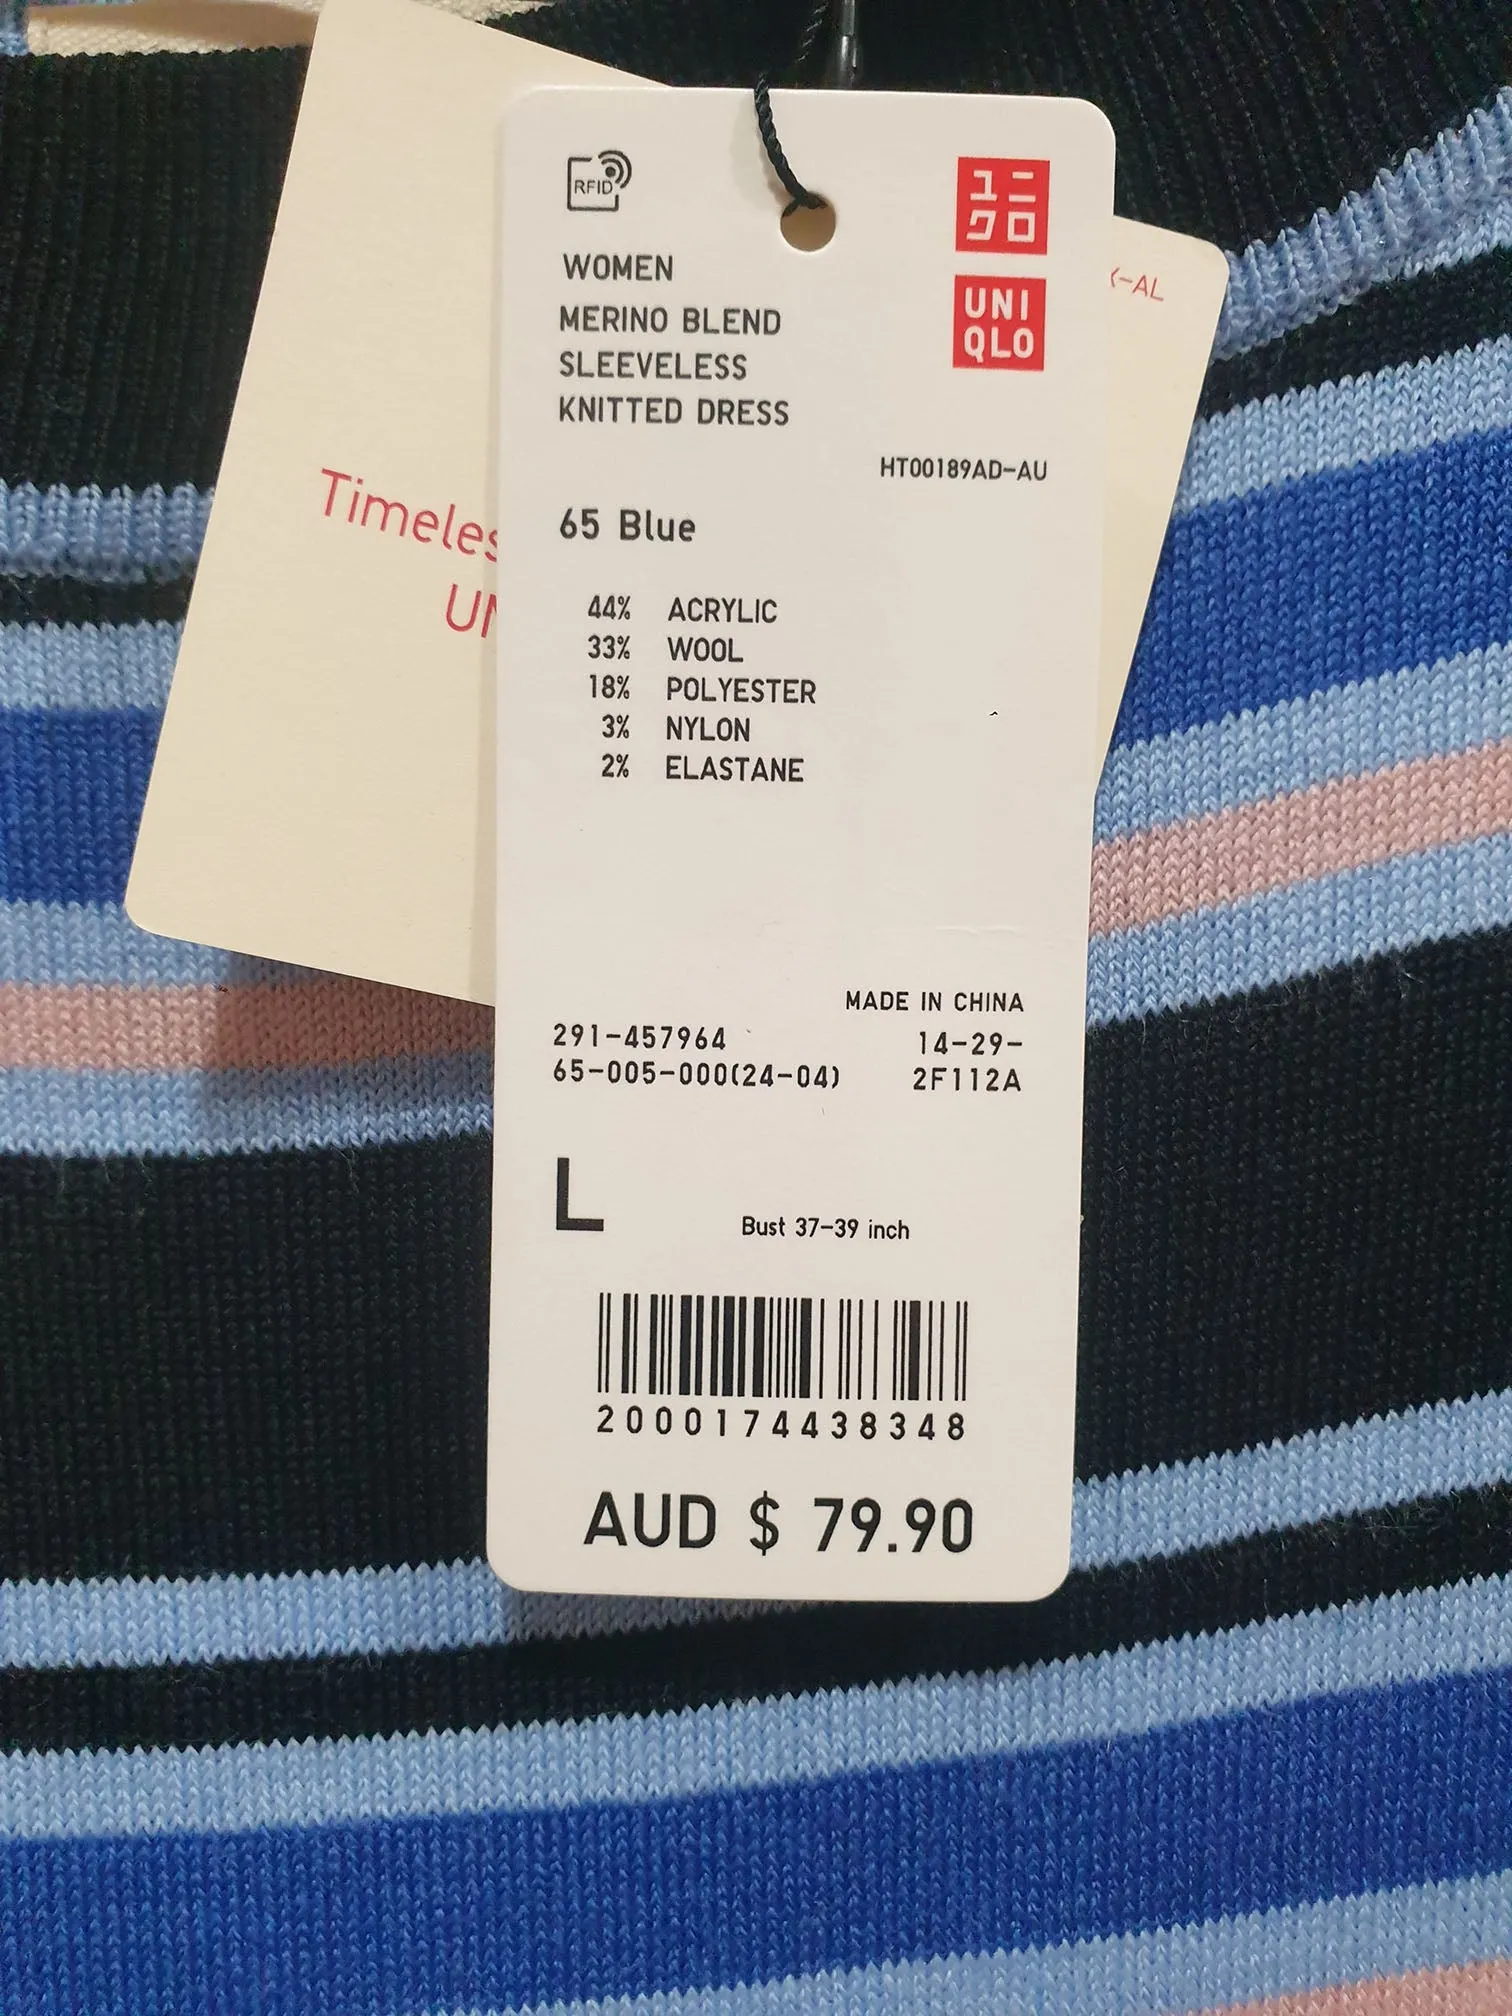 RFID
ユニ
クロ
UNI
QLO
WOMEN
MERINO BLEND
SLEEVELESS
KNITTED DRESS
HT00189AD-AU
65 Blue
44% ACRYLIC
33% WOOL
18% POLYESTER
3% NYLON
2% ELASTANE
MADE IN CHINA
291-457964 14-29-
65-005-000(24-04) 2F112A
L Bust 37-39 inch
2000174438348
AUD $ 79.90
-AL